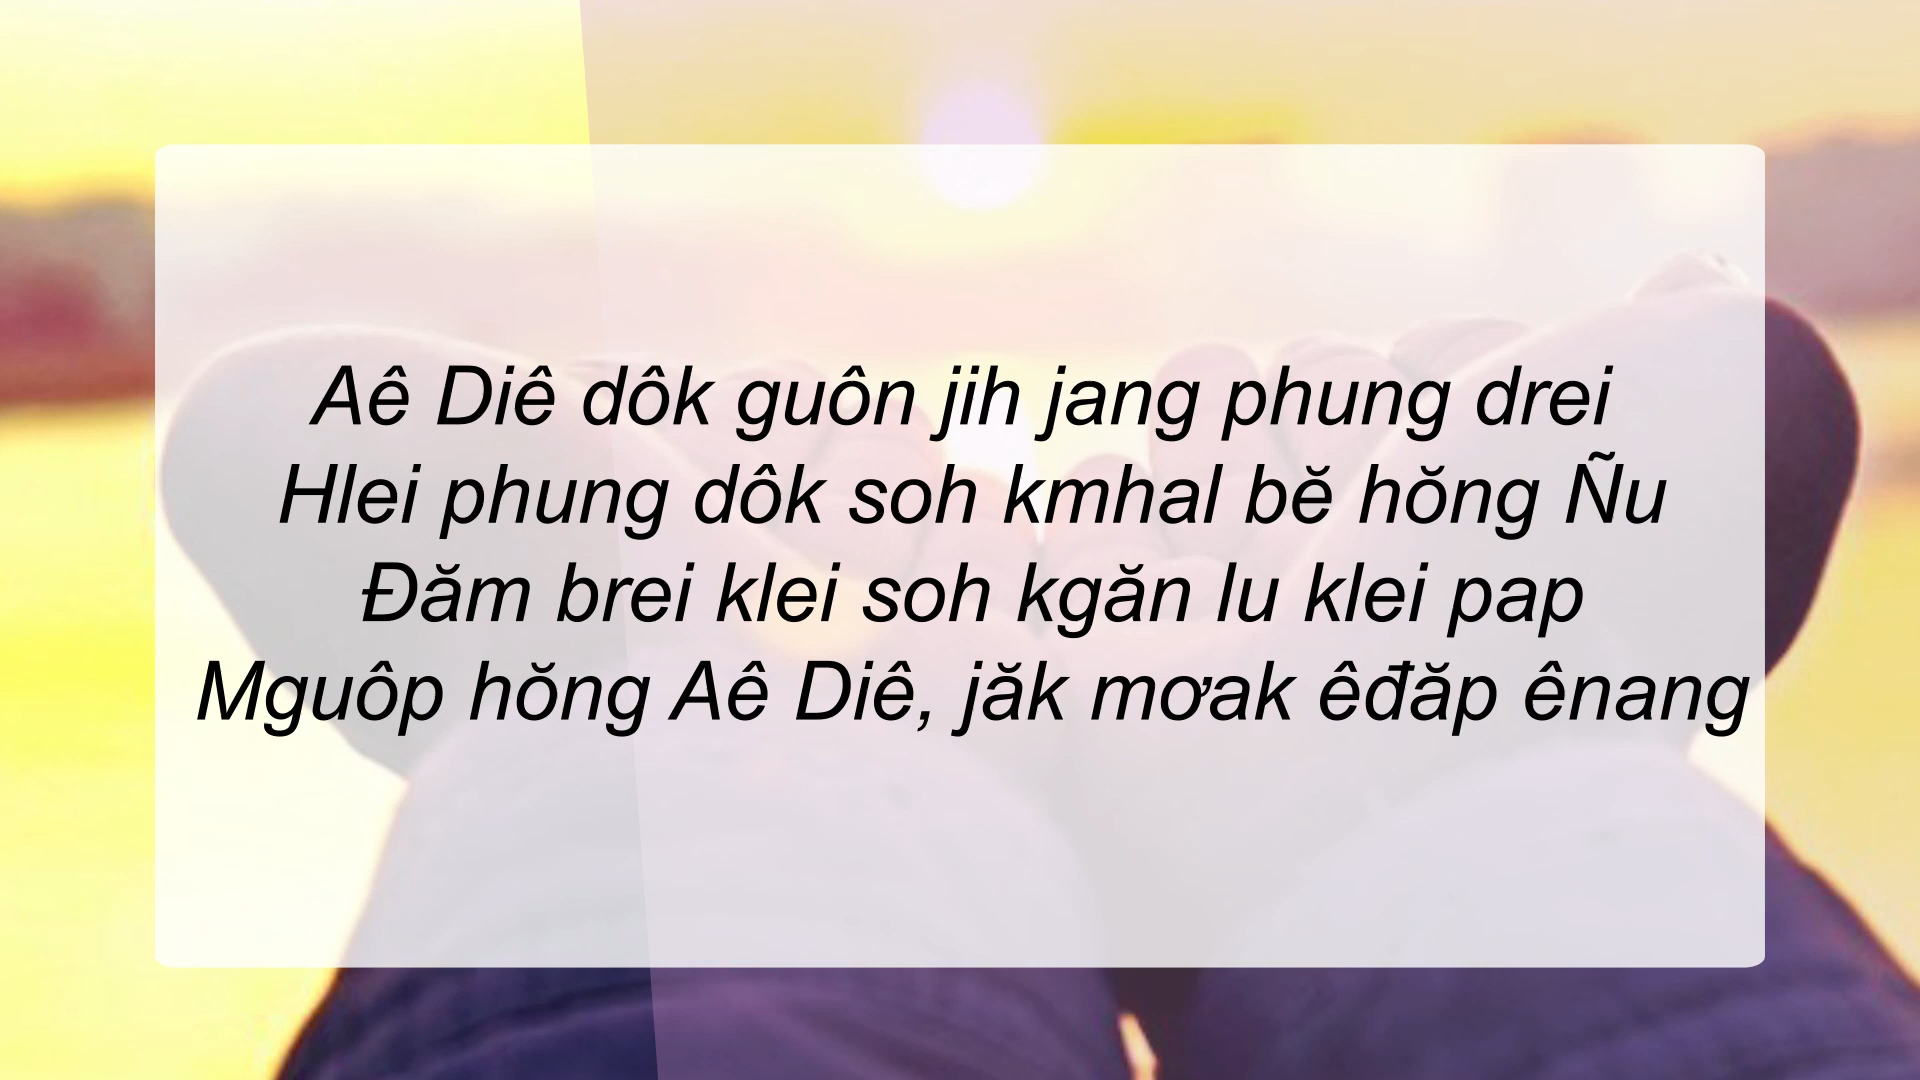 Aê Diê dôk guôn jih jang phung drei
Hlei phung dôk soh kmhal bĕ hŏng Ñu
Đăm brei klei soh kgăn lu klei pap
Mguôp hŏng Aê Diê, jăk mơak êđăp ênang